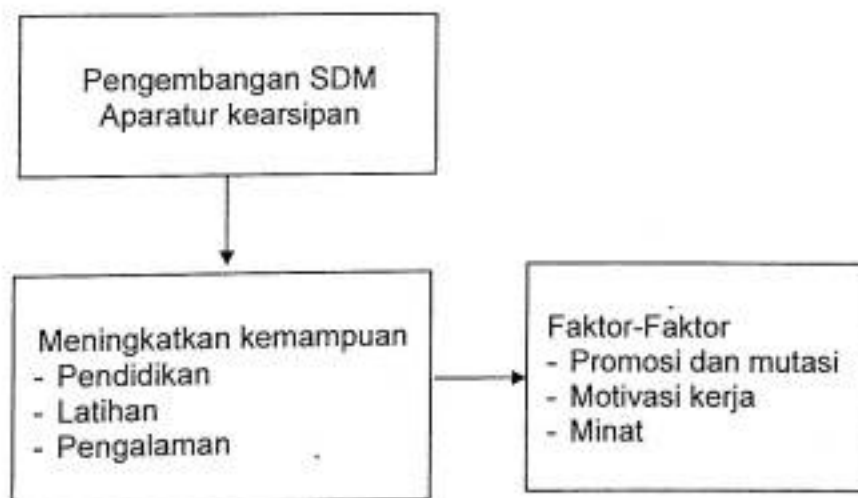 Pengembangan SDM
Aparatur kearsipan
Meningkatkan kemampuan
- Pendidikan
- Latihan
- Pengalaman
Faktor-Faktor
- Promosi dan mutasi
- Motivasi kerja
- Minat